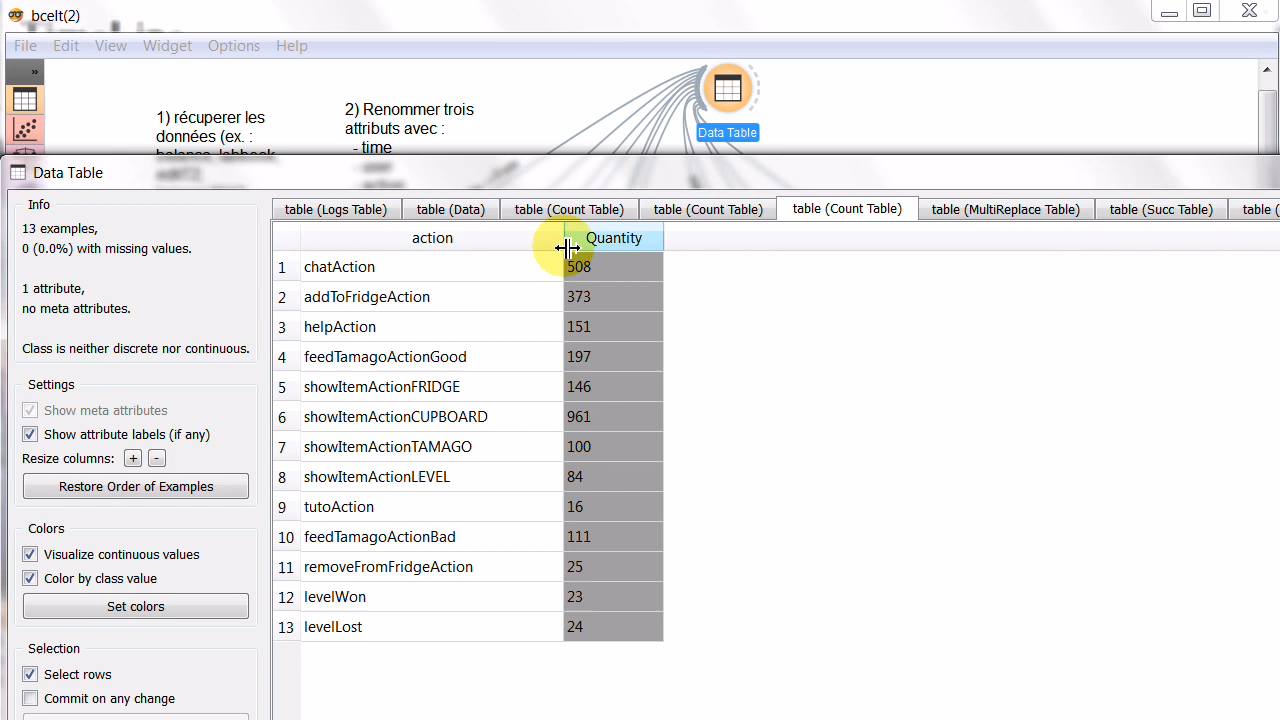 bcelt(2)
File Edit View Widget Options Help
»
1) récuperer les
données (ex. :
2) Renommer trois
attributs avec :
- time
Data Table
Data Table
Info
13 examples,
0 (0.0%) with missing values.
1 attribute,
no meta attributes.
Class is neither discrete nor continuous.
Settings
Show meta attributes
Show attribute labels (if any)
Resize columns: + -
Restore Order of Examples
Colors
Visualize continuous values
Color by class value
Set colors
Selection
Select rows
Commit on any change
table (Logs Table) table (Data) table (Count Table) table (Count Table) table (Count Table) table (MultiReplace Table) table (Succ Table) table (
action Quantity
1 chatAction 508
2 addToFridgeAction 373
3 helpAction 151
4 feedTamagoActionGood 197
5 showItemActionFRIDGE 146
6 showItemActionCUPBOARD 961
7 showItemActionTAMAGO 100
8 showItemActionLEVEL 84
9 tutoAction 16
10 feedTamagoActionBad 111
11 removeFromFridgeAction 25
12 levelWon 23
13 levelLost 24